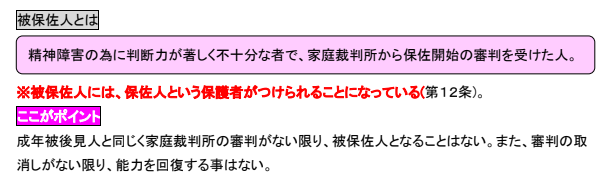 被保佐人とは
精神障害の為に判断力が著しく不十分な者で、家庭裁判所から保佐開始の審判を受けた人。
※被保佐人には、保佐人という保護者がつけられることになっている(第12条)。
ここがポイント
成年被後見人と同じく家庭裁判所の審判がない限り、被保佐人となることはない。また、審判の取
消しがない限り、能力を回復する事はない。